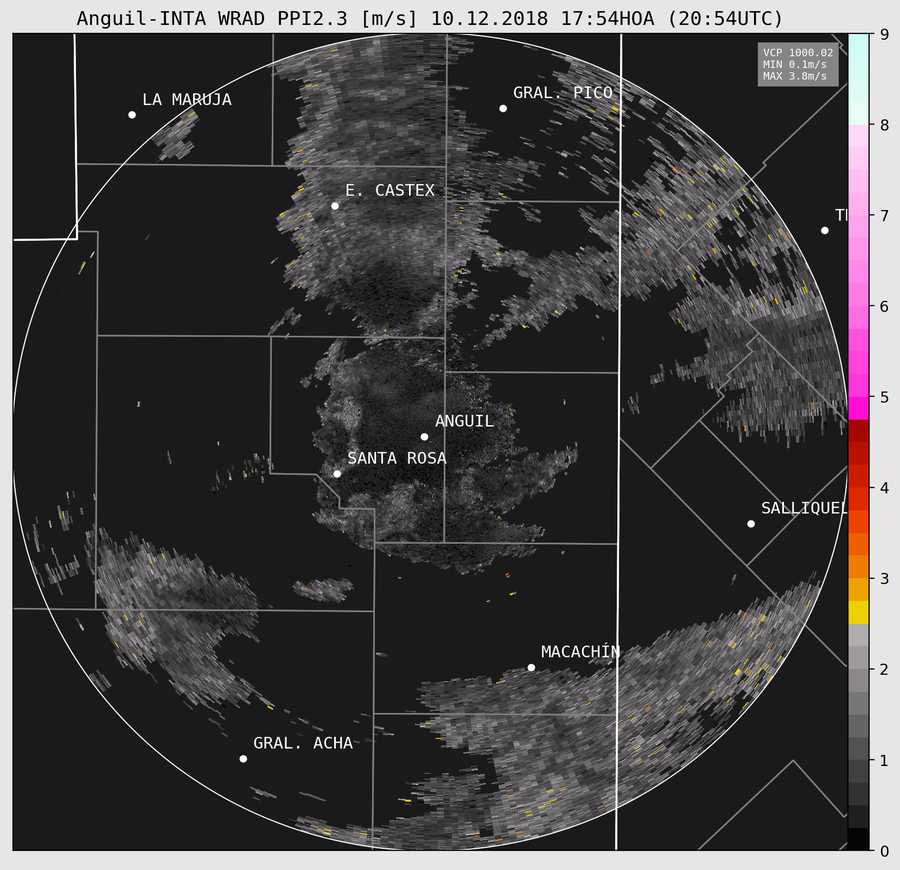 Anguil-INTA WRAD PPI2.3 [m/s] 10.12.2018 17:54HOA (20:54UTC)
VCP 1000.02
MIN 0.1m/s
MAX 3.8m/s
LA MARUJA
GRAL. PICO
E. CASTEX
ANGUIL
SANTA ROSA
SALLIQUEL
MACACHÍN
GRAL. ACHA
9
8
7
6
5
4
3
2
1
0